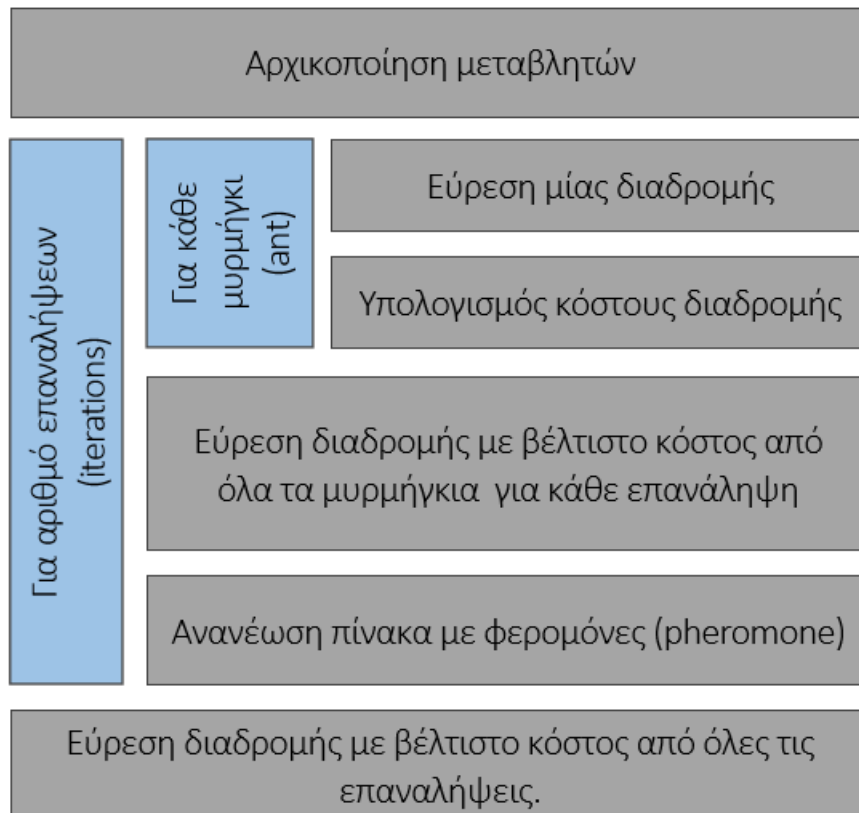 Αρχικοποίηση μεταβλητών
Για αριθμό επαναλήψεων
(iterations)
Για κάθε
μυρμήγκι
(ant)
Εύρεση μίας διαδρομής
Υπολογισμός κόστους διαδρομής
Εύρεση διαδρομής με βέλτιστο κόστος από
όλα τα μυρμήγκια για κάθε επανάληψη
Ανανέωση πίνακα με φερομόνες (pheromone)
Εύρεση διαδρομής με βέλτιστο κόστος από όλες τις
επαναλήψεις.